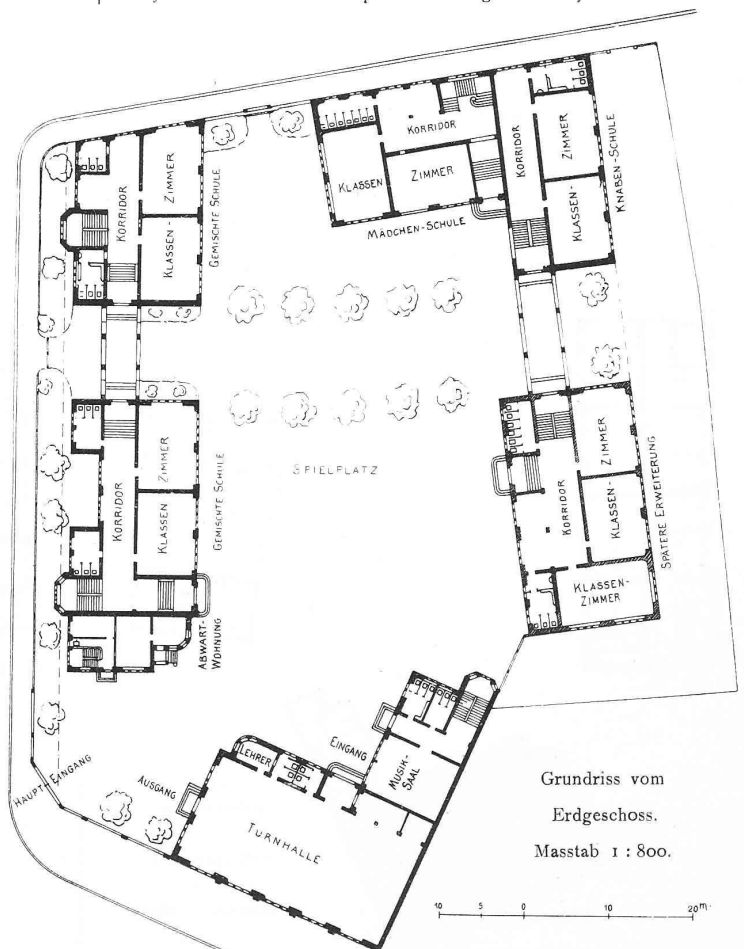 KORRIDOR
ZIMMER
KLASSEN-
GEMISCHTE SCHULE
KORRIDOR
KLASSEN
ZIMMER
MÄDCHEN-SCHULE
KORRIDOR
ZIMMER
KLASSEN-
KNABEN-SCHULE
KORRIDOR
ZIMMER
KLASSEN
GEMISCHTE SCHULE
SPIELPLATZ
KORRIDOR
ZIMMER
KLASSEN-
KLASSEN-
ZIMMER
SPÄTERE ERWEITERUNG
ABWART-
WOHNUNG
HAUPT-EINGANG
AUSGANG
LEHRER
EINGANG
MUSIK-
SAAL
TURNHALLE
Grundriss vom
Erdgeschoss.
Masstab 1 : 800.
10 5 0 10 20 m.